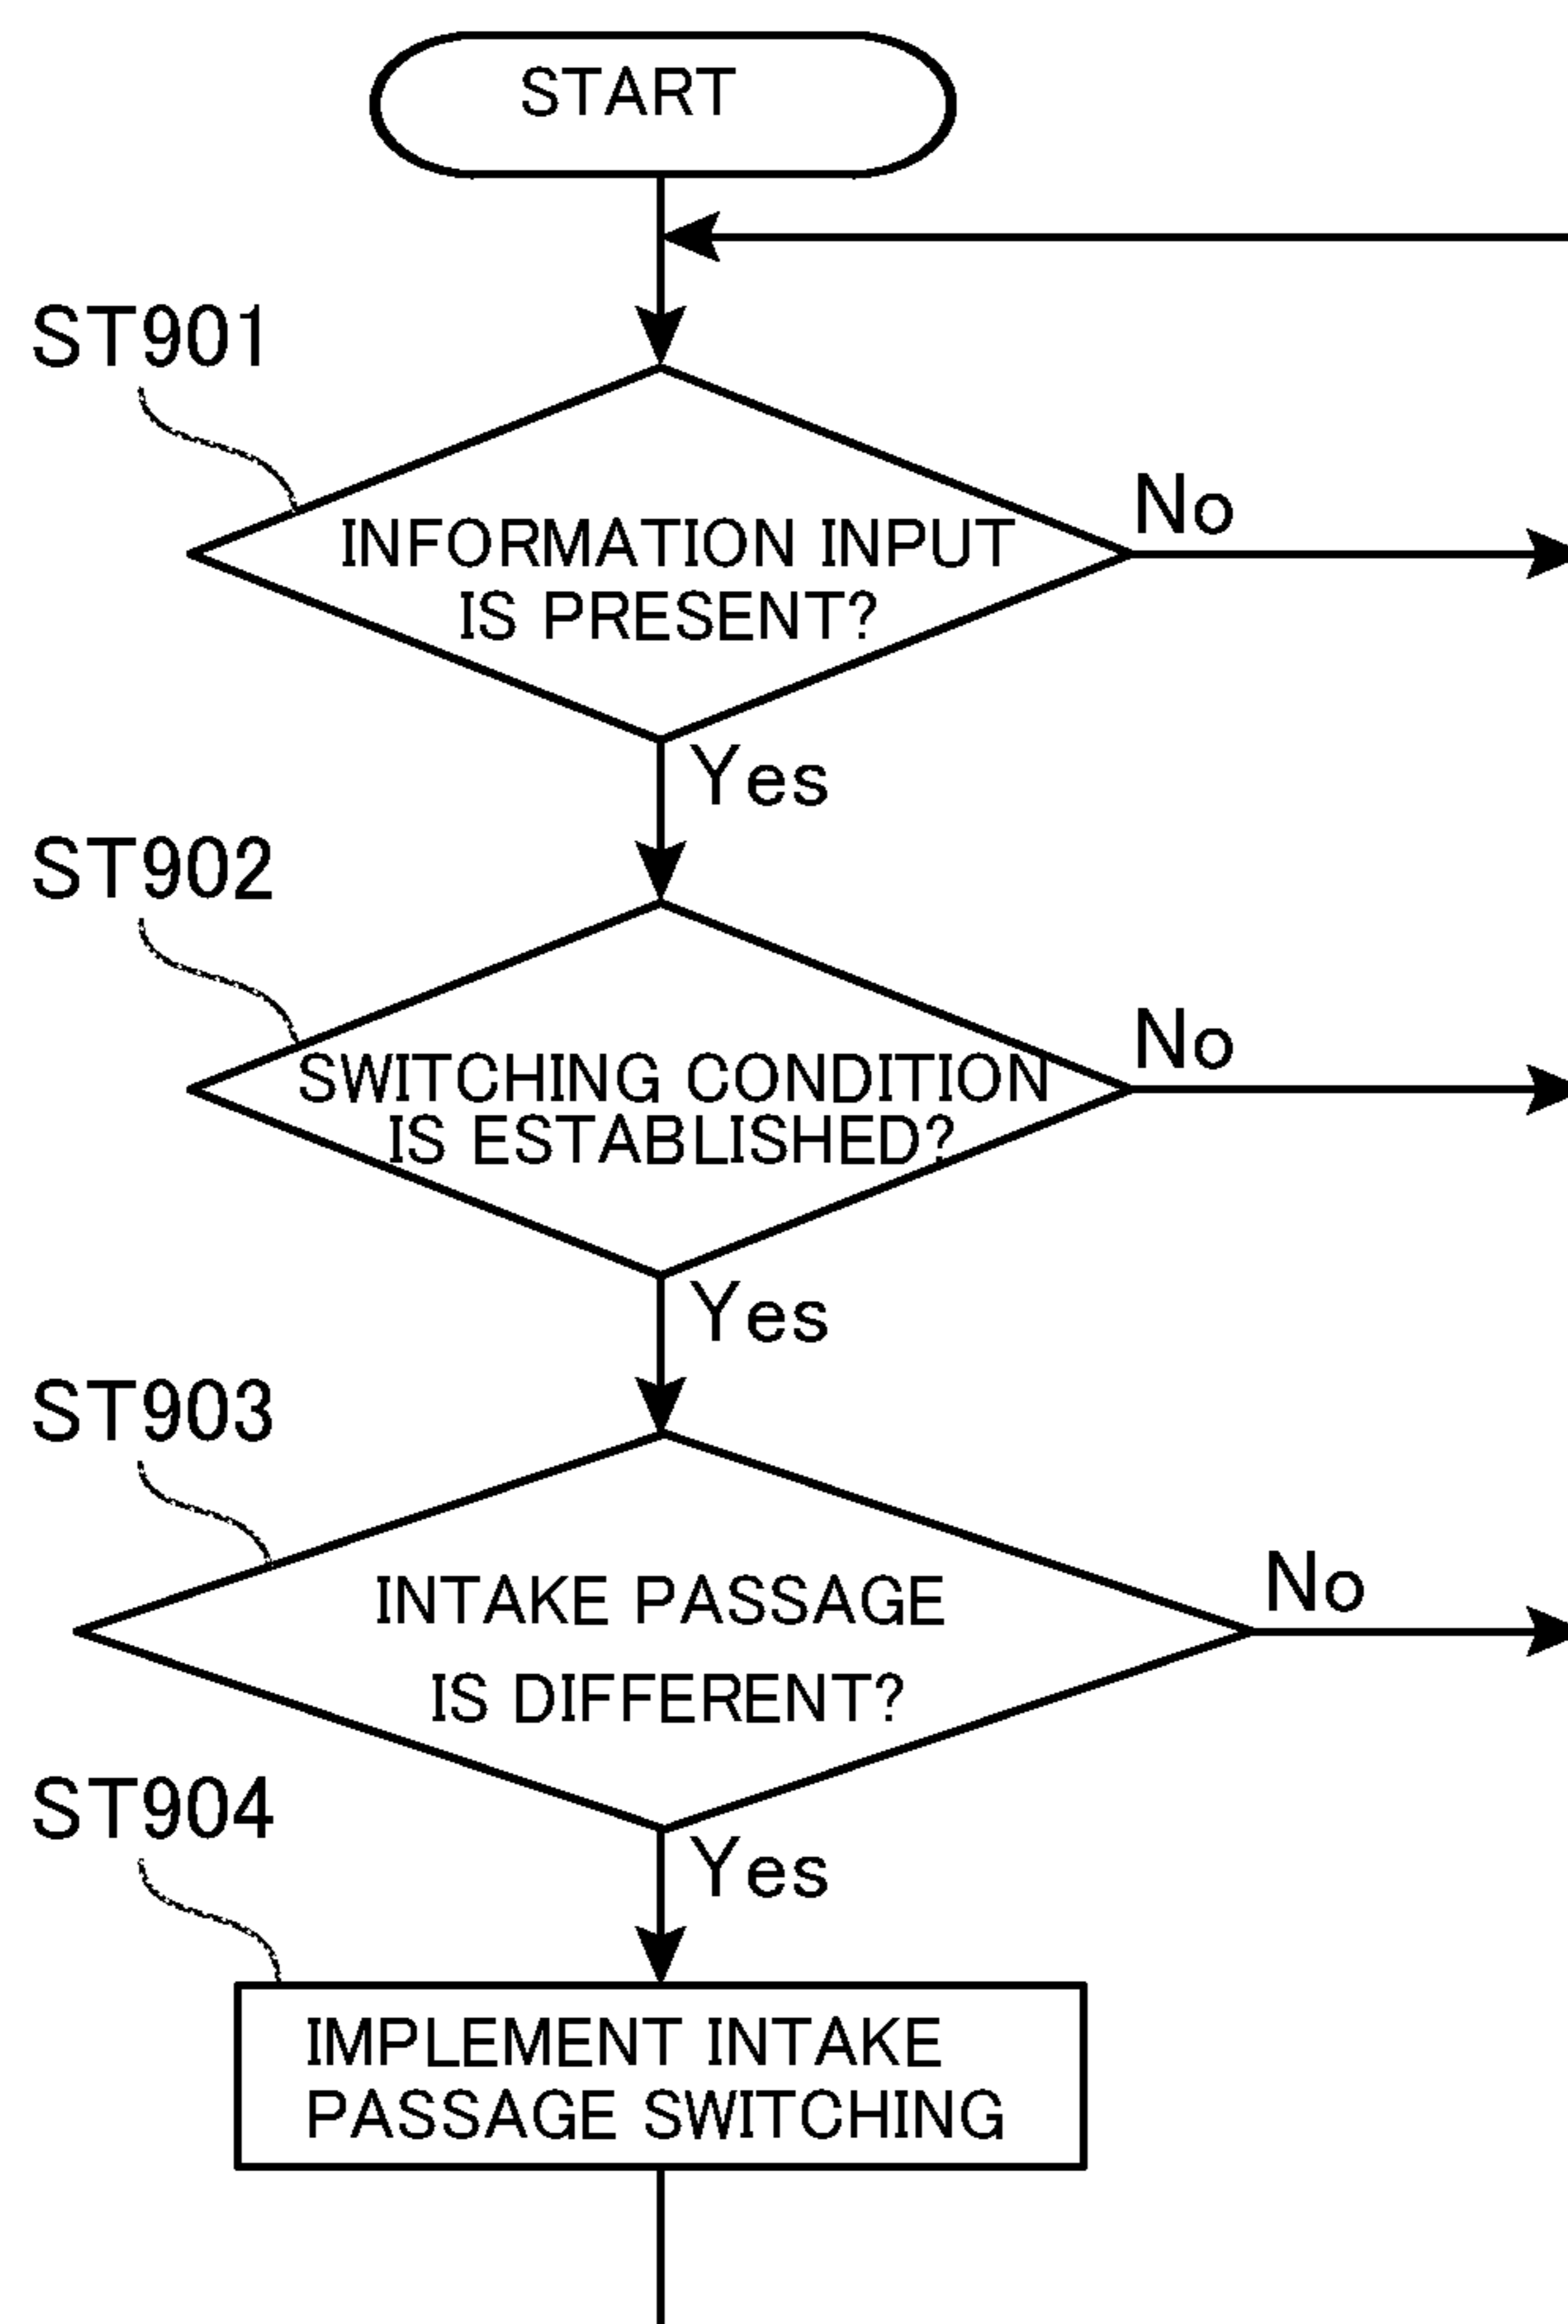 START
ST901
INFORMATION INPUT
IS PRESENT?
No
Yes
ST902
SWITCHING CONDITION
IS ESTABLISHED?
No
Yes
ST903
INTAKE PASSAGE
IS DIFFERENT?
No
Yes
ST904
IMPLEMENT INTAKE
PASSAGE SWITCHING